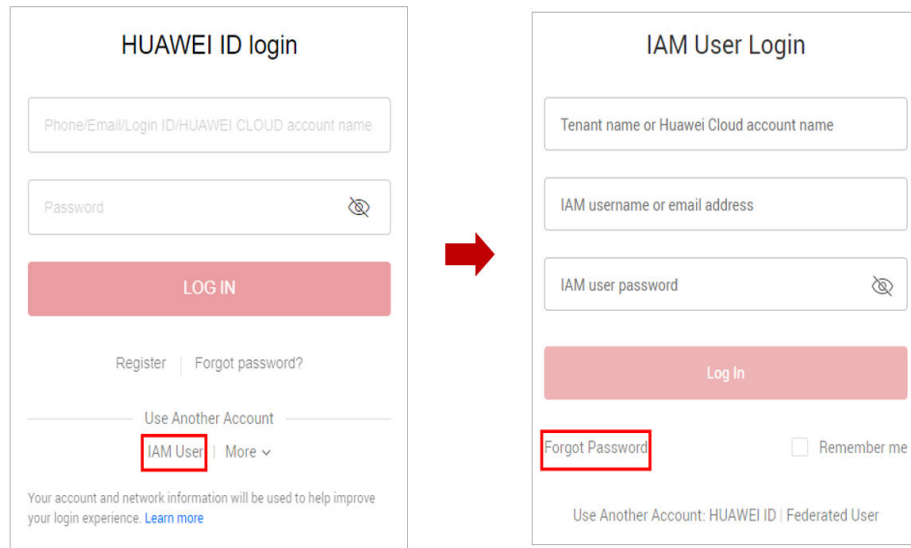 HUAWEI ID login
Phone/Email/Login ID/HUAWEI CLOUD account name
Password
LOG IN
Register | Forgot password?
Use Another Account
IAM User | More
Your account and network information will be used to help improve
your login experience. Learn more
IAM User Login
Tenant name or Huawei Cloud account name
IAM username or email address
IAM user password
Log In
Forgot Password
Remember me
Use Another Account: HUAWEI ID | Federated User